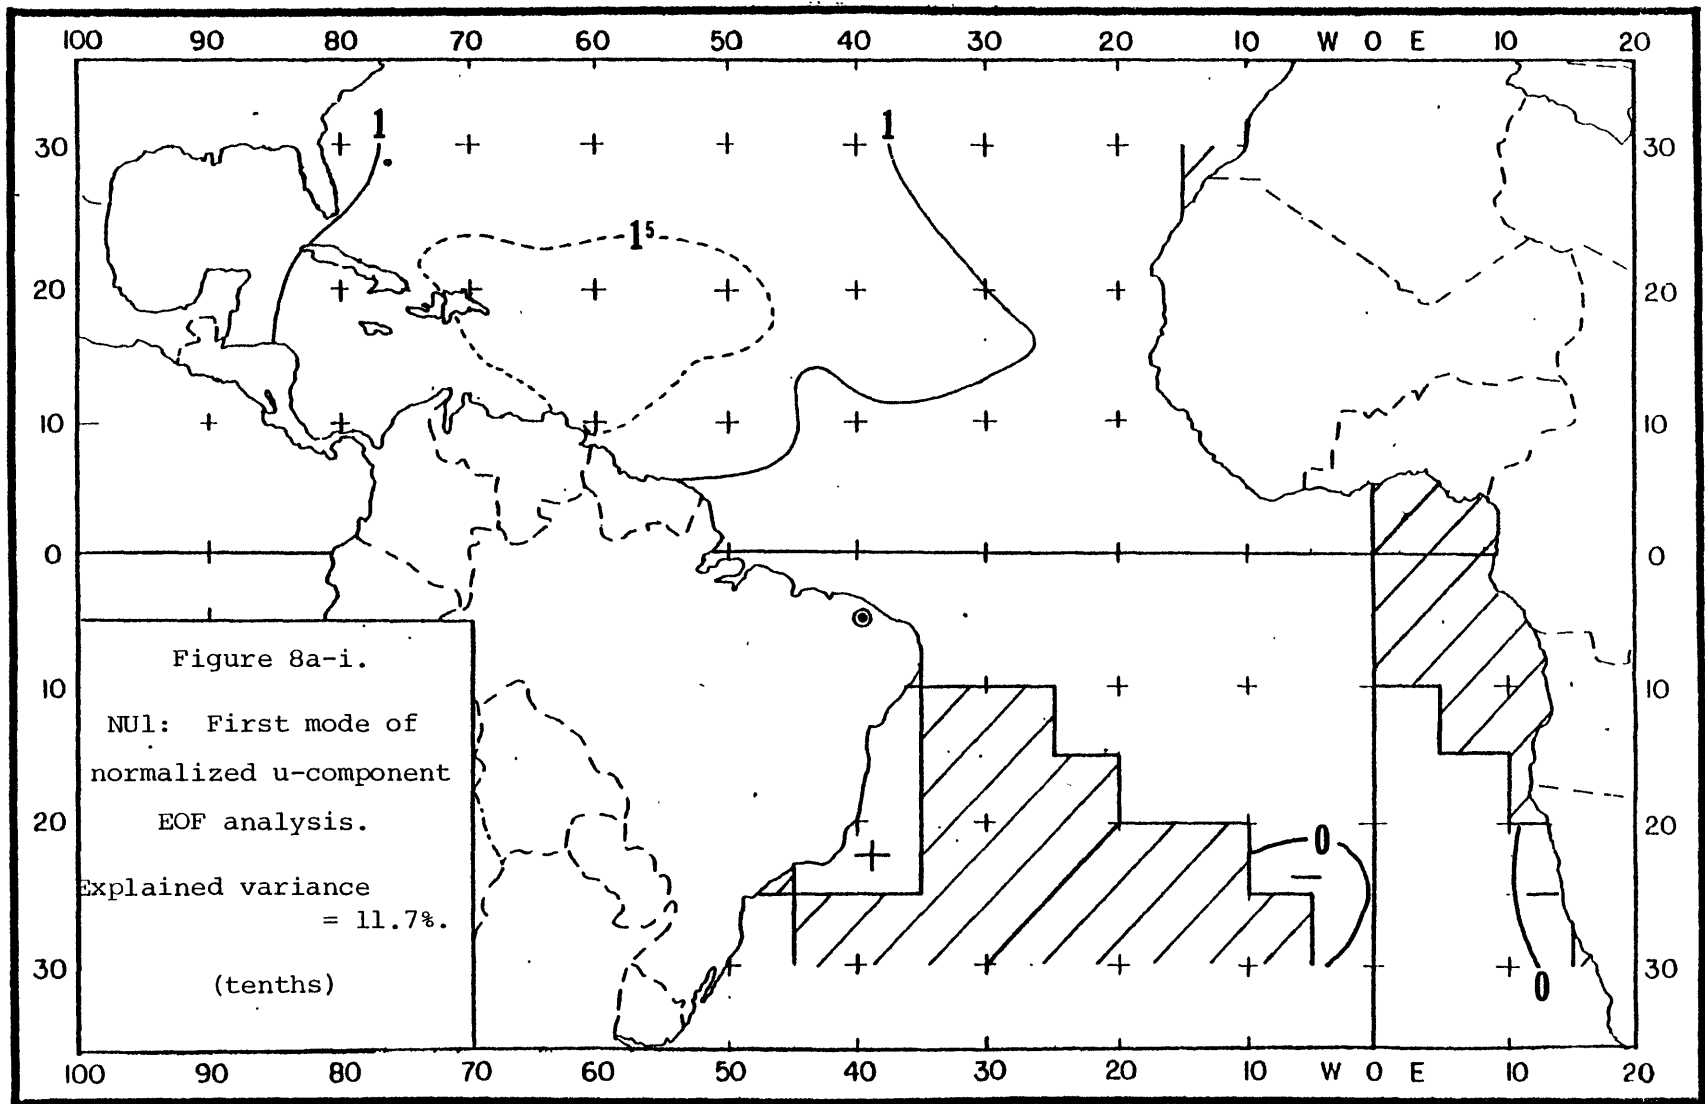 100 90 80 70 60 50 40 30 20 10 W 0 E 10 20
1 1
30 30
1⁵
20 20
10 10
0 0
Figure 8a-i.
10 10
NU1: First mode of
normalized u-component
EOF analysis.
20 20
+
0
−
−
Explained variance
= 11.7%.
30 30
(tenths)
0
100 90 80 70 60 50 40 30 20 10 W 0 E 10 20